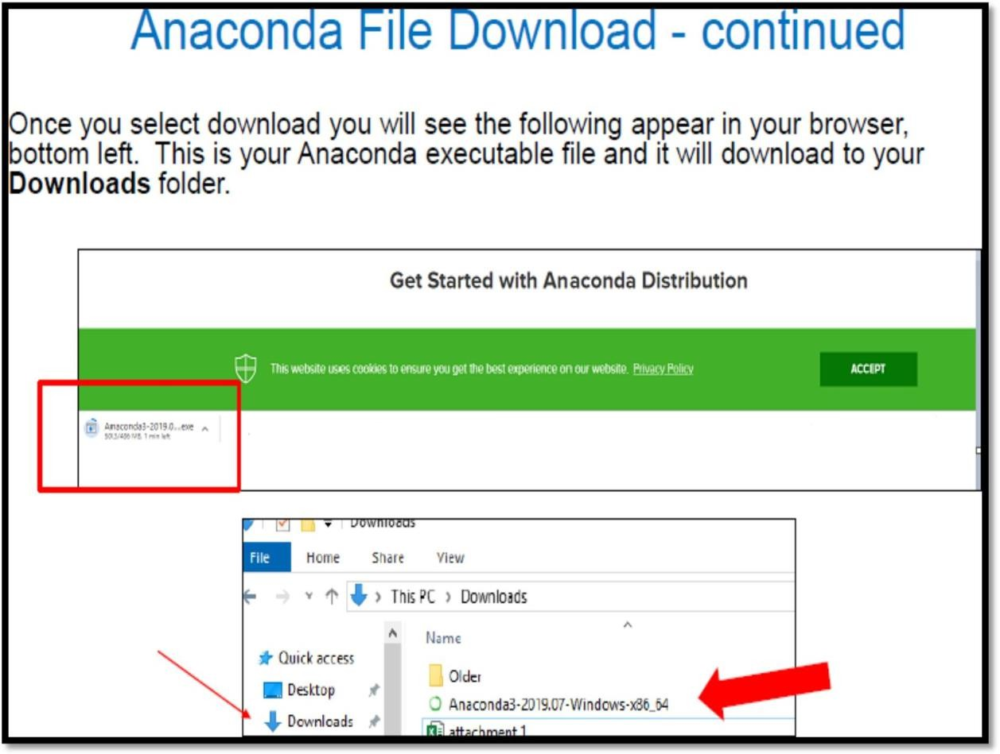 Anaconda File Download - continued
Once you select download you will see the following appear in your browser,
bottom left. This is your Anaconda executable file and it will download to your
Downloads folder.
Get Started with Anaconda Distribution
This website uses cookies to ensure you get the best experience on our website. Privacy Policy
ACCEPT
Anaconda3-2019.0...exe
50.3/486 MB, 1 min left
Downloads
File Home Share View
This PC > Downloads
Name
Quick access
Older
Desktop
Anaconda3-2019.07-Windows-x86_64
Downloads
attachment 1